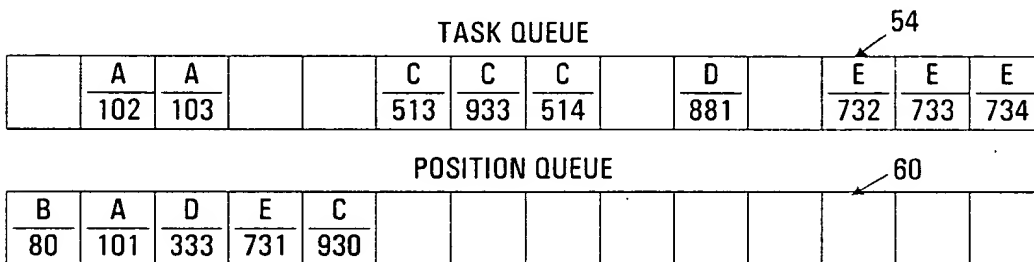 TASK QUEUE
54
A A C C C D E E E
102 103 513 933 514 881 732 733 734
POSITION QUEUE
60
B A D E C
80 101 333 731 930